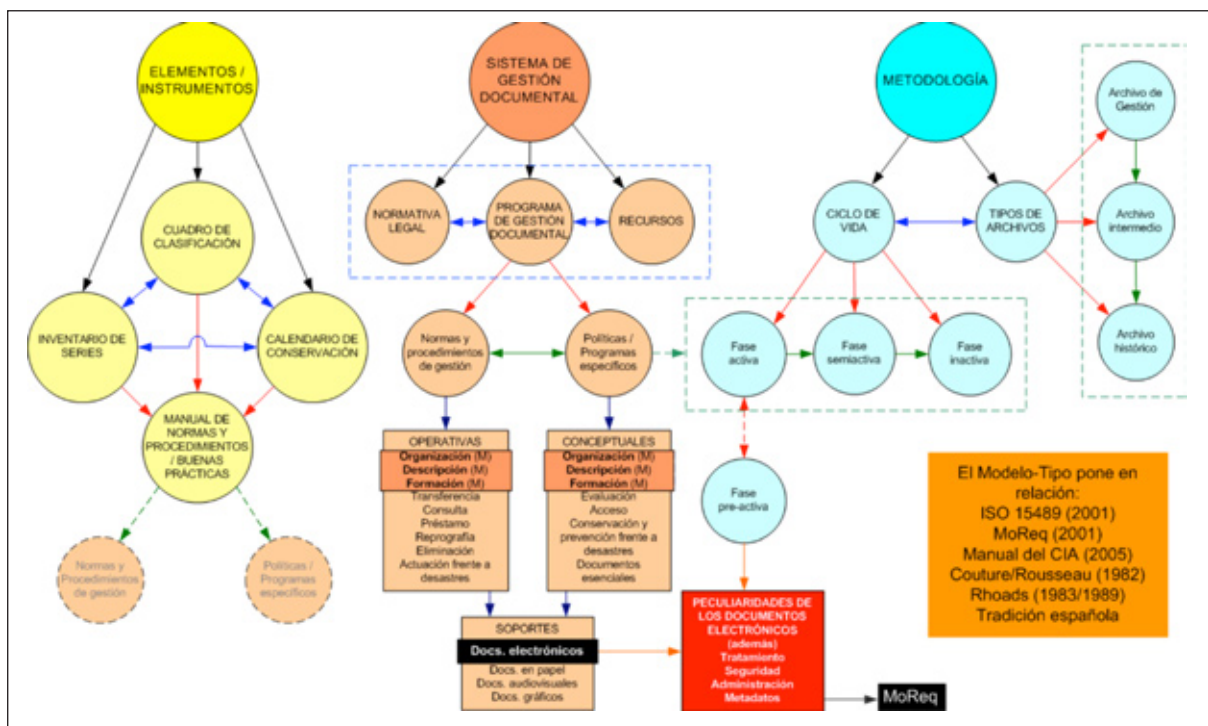 ELEMENTOS /
INSTRUMENTOS
CUADRO DE
CLASIFICACIÓN
INVENTARIO DE
SERIES
CALENDARIO DE
CONSERVACIÓN
MANUAL DE
NORMAS Y
PROCEDIMIENTOS
/ BUENAS
PRÁCTICAS
Normas y
Procedimientos
de gestión
Políticas /
Programas
específicos
SISTEMA DE
GESTIÓN
DOCUMENTAL
NORMATIVA
LEGAL
PROGRAMA
DE GESTIÓN
DOCUMENTAL
RECURSOS
Normas y
procedimientos
de gestión
Políticas /
Programas
específicos
OPERATIVAS
Organización (M)
Descripción (M)
Formación (M)
Transferencia
Consulta
Préstamo
Reprografía
Eliminación
Actuación frente a
desastres
CONCEPTUALES
Organización (M)
Descripción (M)
Formación (M)
Evaluación
Acceso
Conservación y
prevención frente a
desastres
Documentos
esenciales
SOPORTES
Docs. electrónicos
Docs. en papel
Docs. audiovisuales
Docs. gráficos
METODOLOGÍA
CICLO DE
VIDA
TIPOS DE
ARCHIVOS
Archivo de
Gestión
Archivo
intermedio
Archivo
histórico
Fase
activa
Fase
semiactiva
Fase
inactiva
Fase
pre-activa
PECULIARIDADES DE
LOS DOCUMENTOS
ELECTRÓNICOS
(además)
Tratamiento
Seguridad
Administración
Metadatos
MoReq
El Modelo-Tipo pone en
relación:
ISO 15489 (2001)
MoReq (2001)
Manual del CIA (2005)
Couture/Rousseau (1982)
Rhoads (1983/1989)
Tradición española